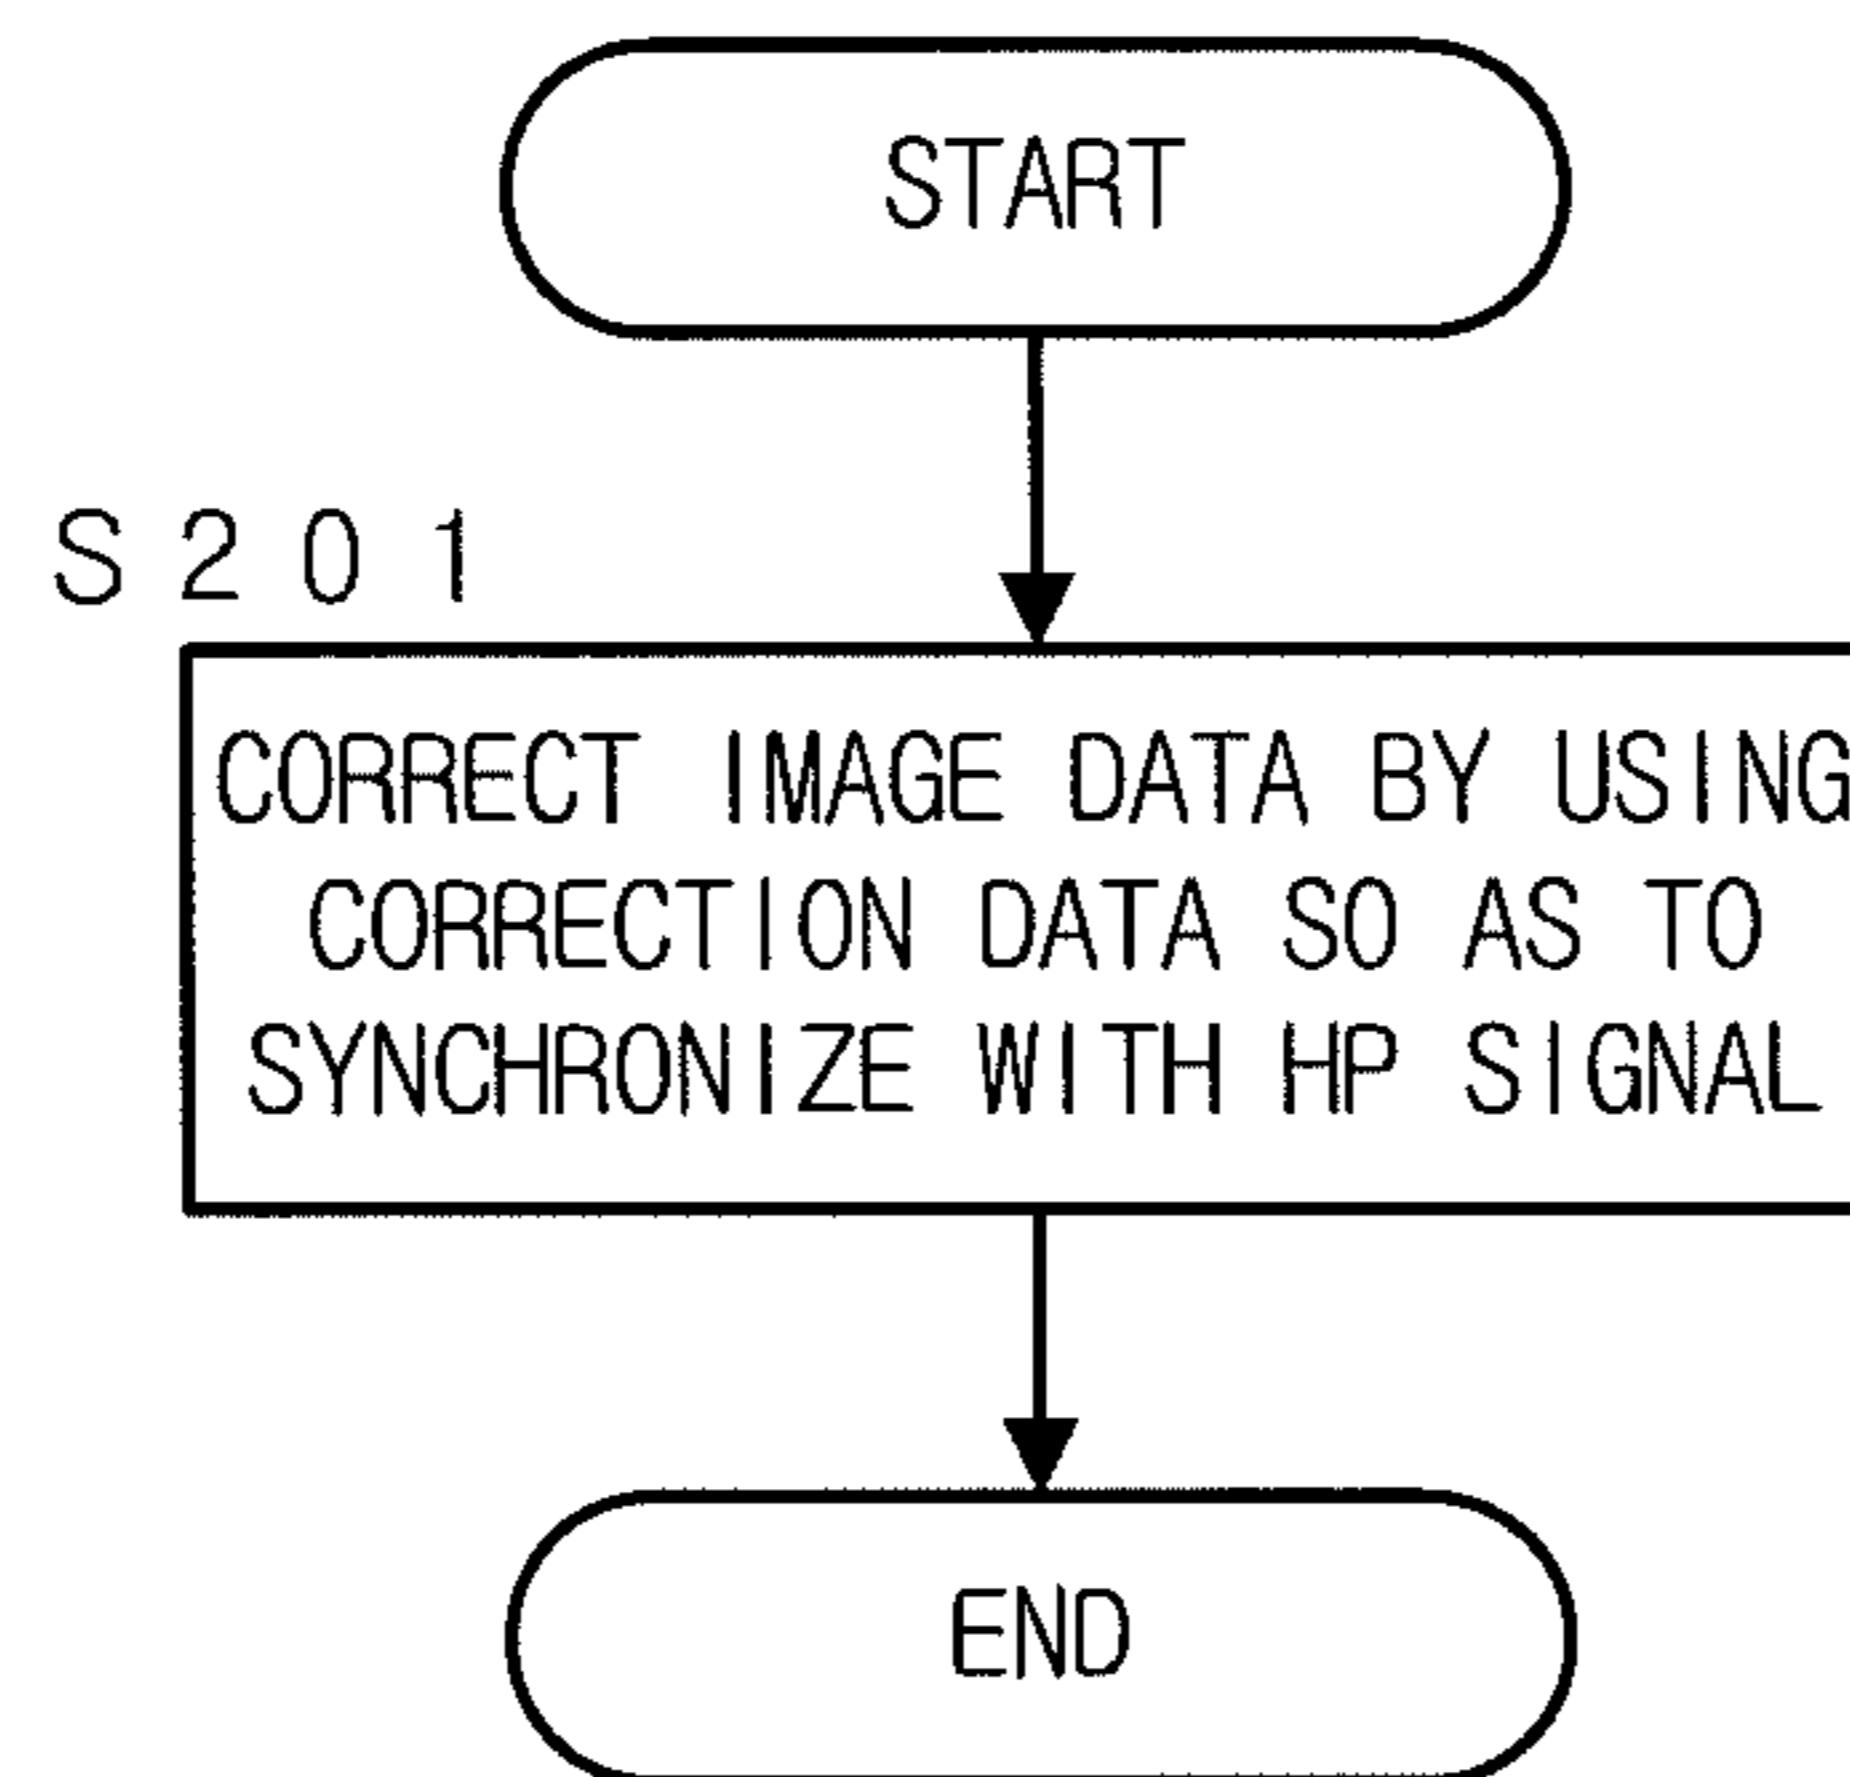 START
S201
CORRECT IMAGE DATA BY USING
CORRECTION DATA SO AS TO
SYNCHRONIZE WITH HP SIGNAL
END